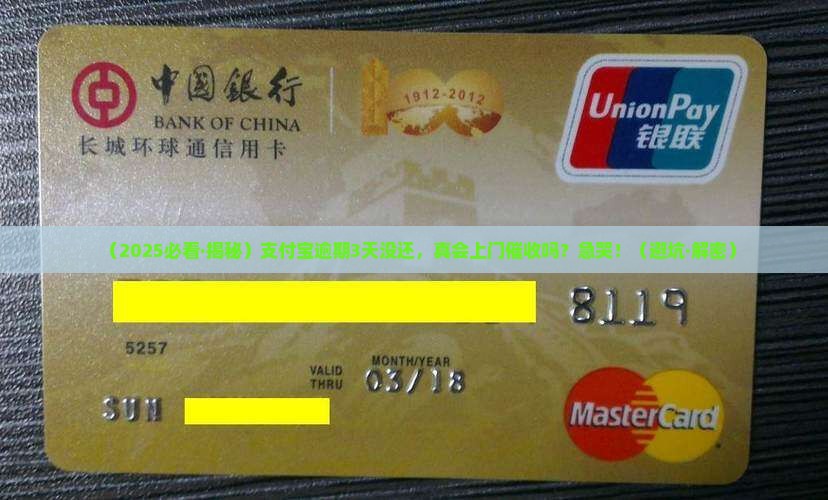 中國銀行
BANK OF CHINA
长城环球通信用卡
1912-2012
UnionPay
银联
（2025必看·揭秘）支付宝逾期3天没还，真会上门催收吗？急哭！（避坑·解密）
8119
5257
VALID THRU
MONTH/YEAR
03/18
SUN
MasterCard